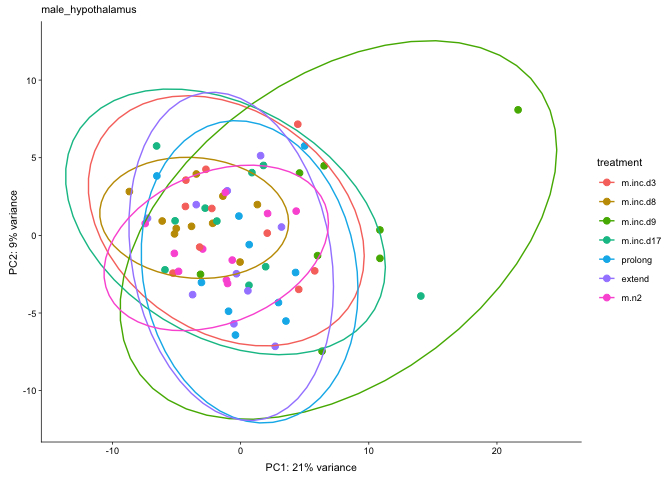 male_hypothalamus
10
5
0
-5
-10
PC2: 9% variance
-10
0
10
20
PC1: 21% variance
treatment
m.inc.d3
m.inc.d8
m.inc.d9
m.inc.d17
prolong
extend
m.n2